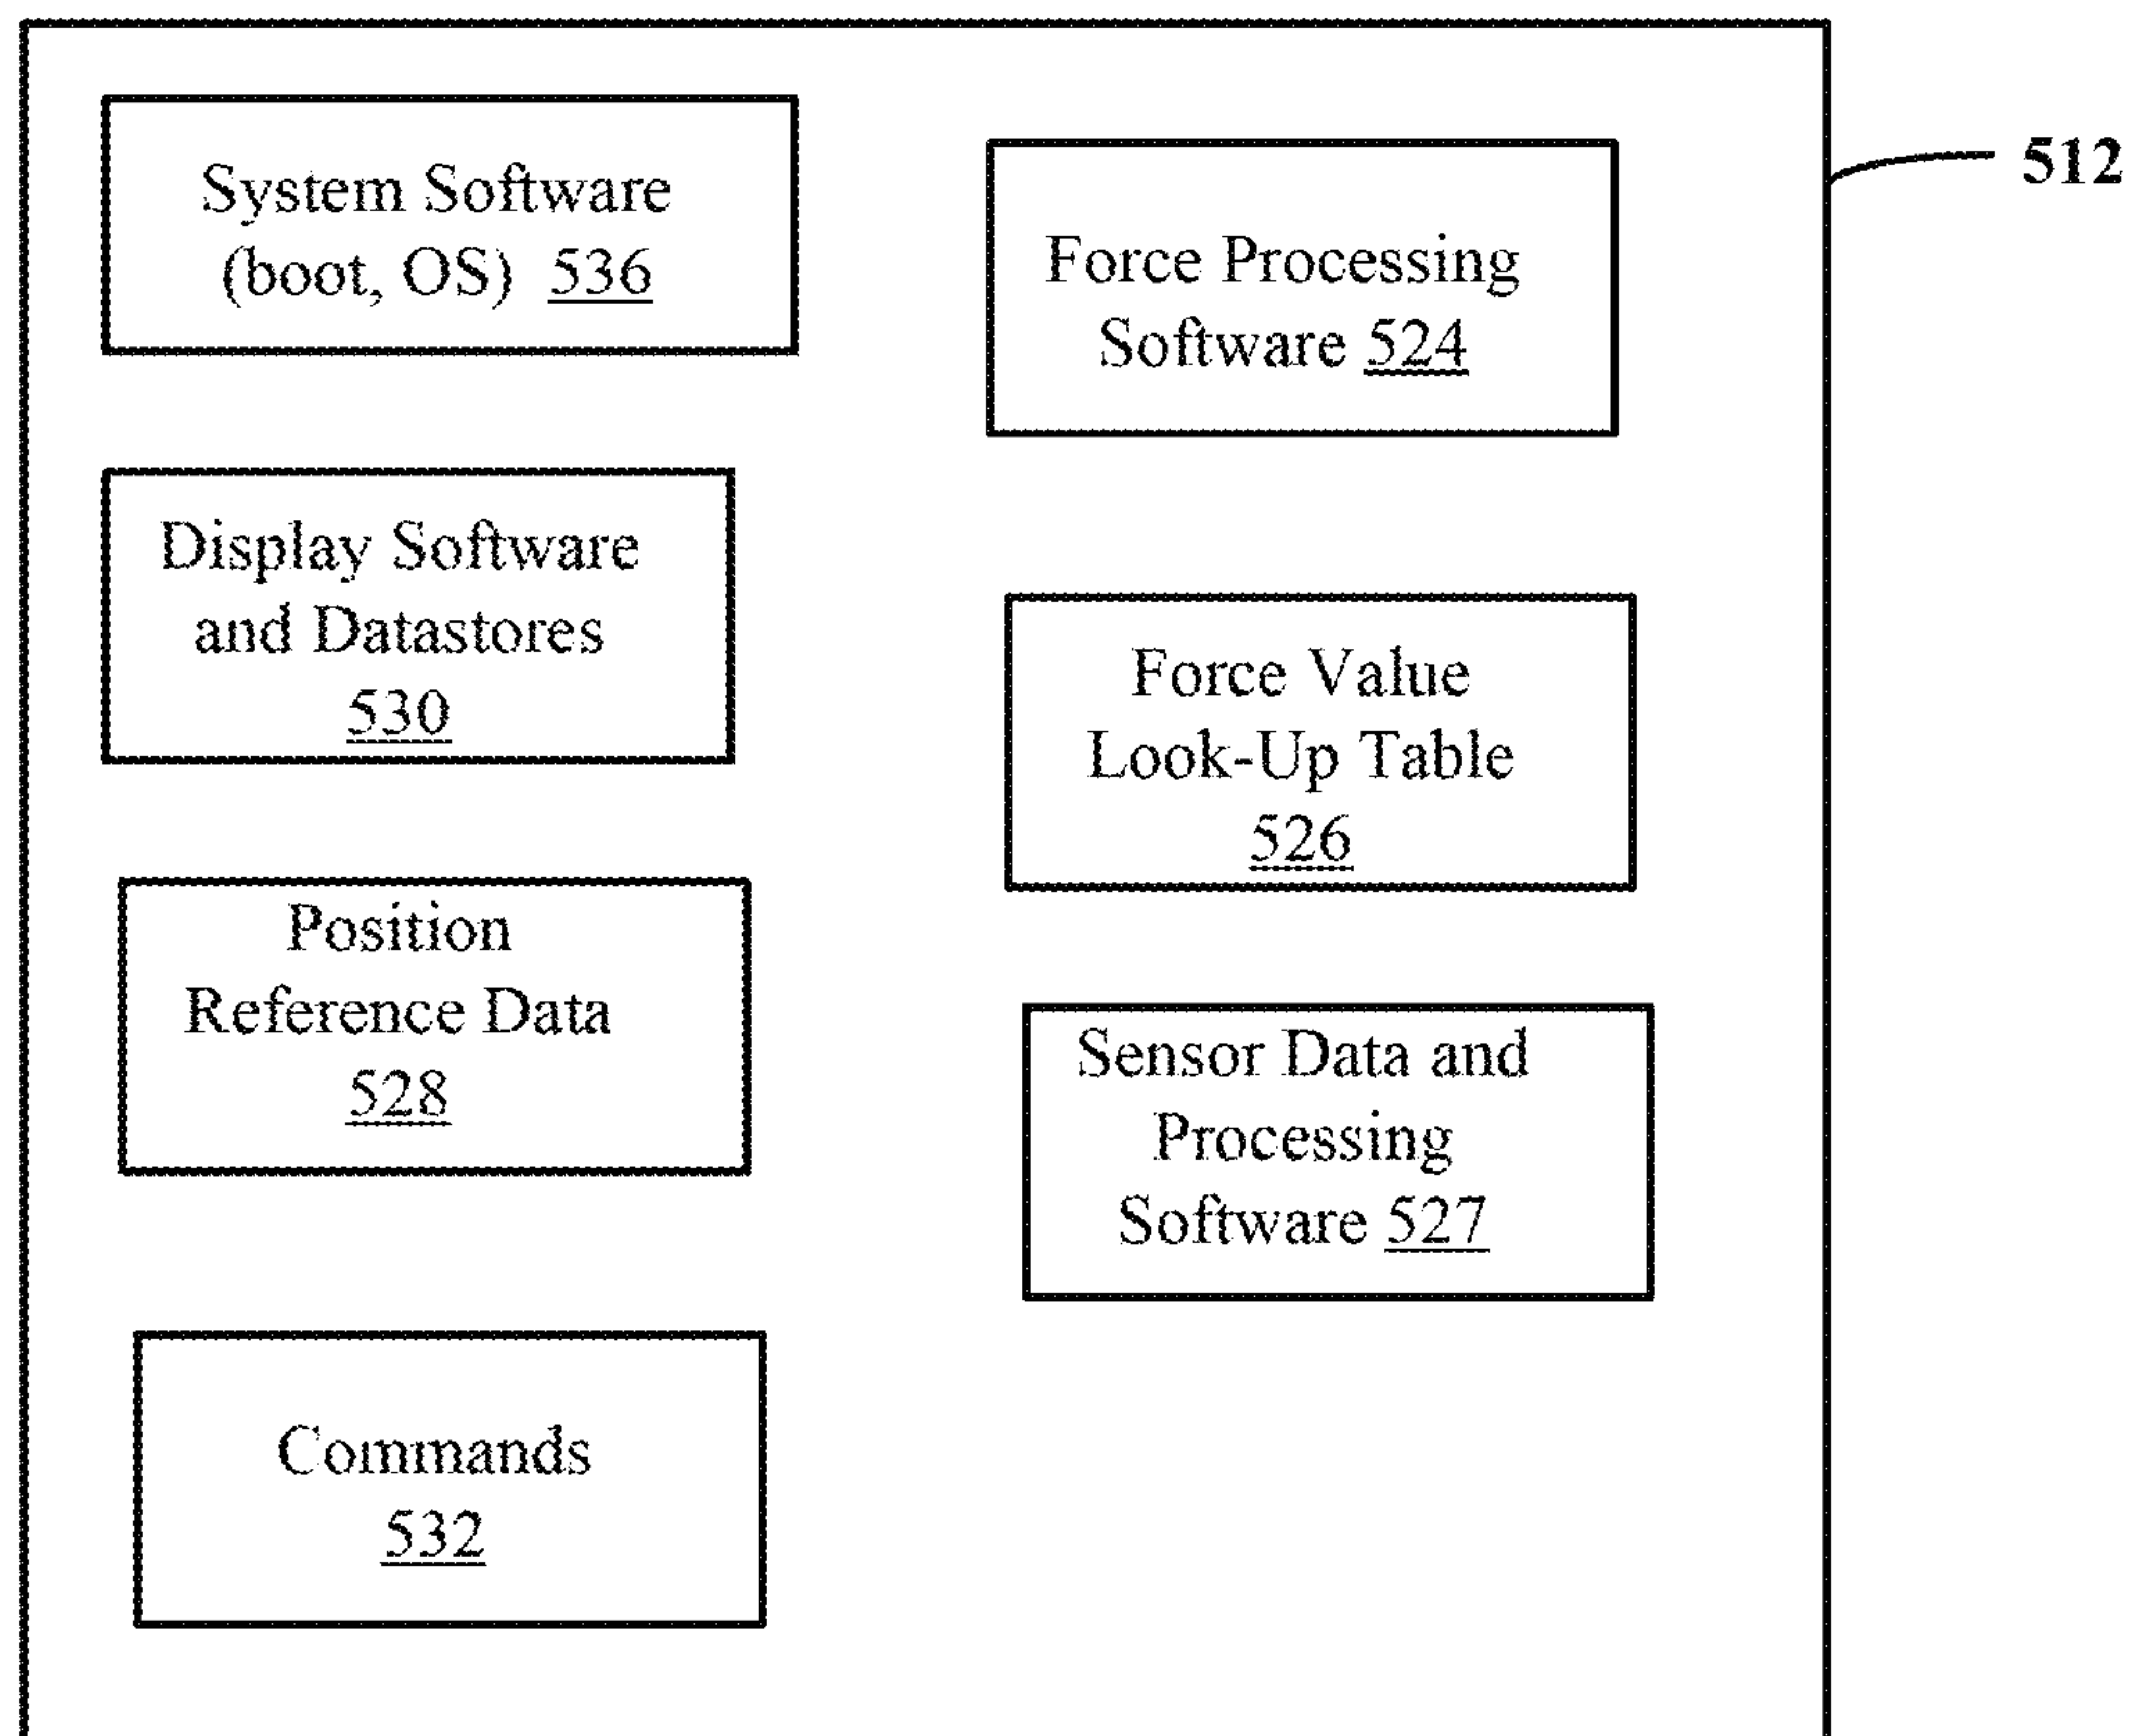 System Software
(boot, OS) 536
Force Processing
Software 524
512
Display Software
and Datastores
530
Force Value
Look-Up Table
526
Position
Reference Data
528
Sensor Data and
Processing
Software 527
Commands
532